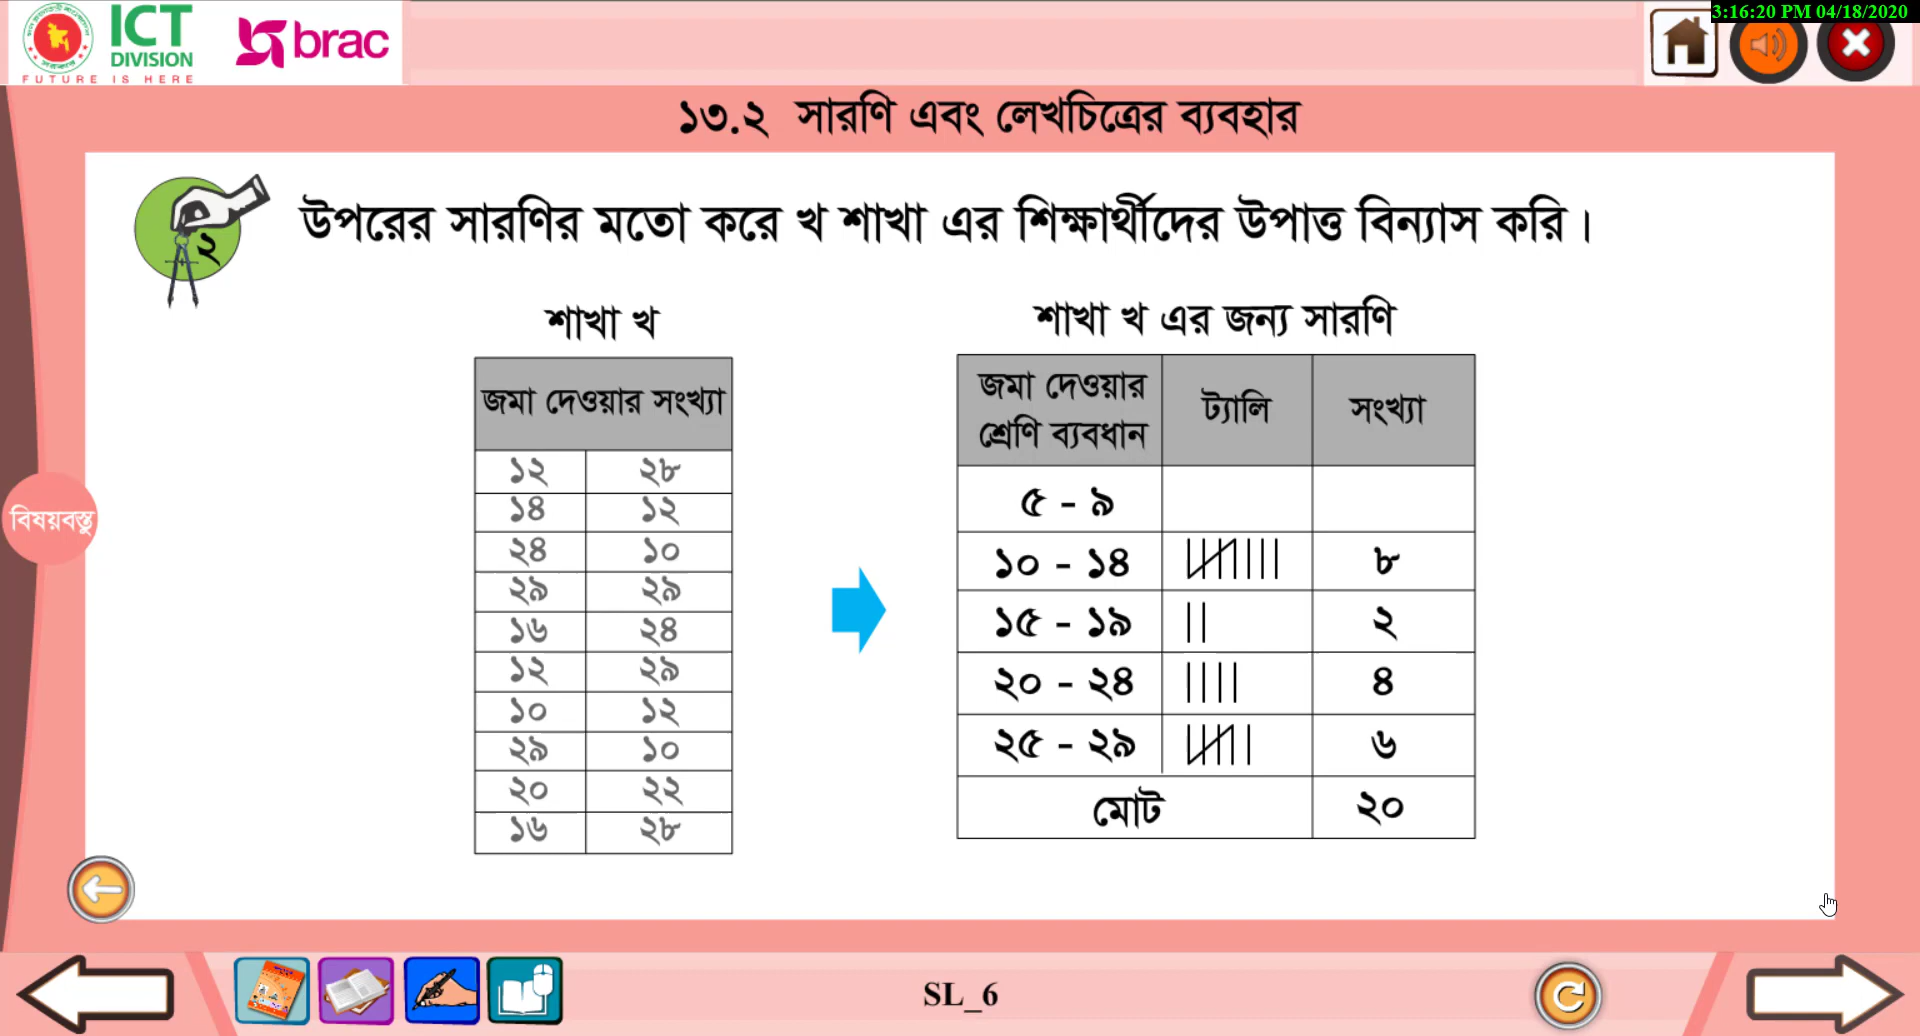 3:16:20 PM 04/18/2020
ICT
DIVISION
FUTURE IS HERE
brac
১৩.২ সারণি এবং লেখচিত্রের ব্যবহার
২
উপরের সারণির মতো করে খ শাখা এর শিক্ষার্থীদের উপাত্ত বিন্যাস করি।
শাখা খ
জমা দেওয়ার সংখ্যা
১২ ২৮
১৪ ১২
২৪ ১০
২৯ ২৯
১৬ ২৪
১২ ২৯
১০ ১২
২৯ ১০
২০ ২২
১৬ ২৮
শাখা খ এর জন্য সারণি
জমা দেওয়ার শ্রেণি ব্যবধান ট্যালি সংখ্যা
৫ - ৯
১০ - ১৪ ৮
১৫ - ১৯ ২
২০ - ২৪ ৪
২৫ - ২৯ ৬
মোট ২০
বিষয়বস্তু
SL_6